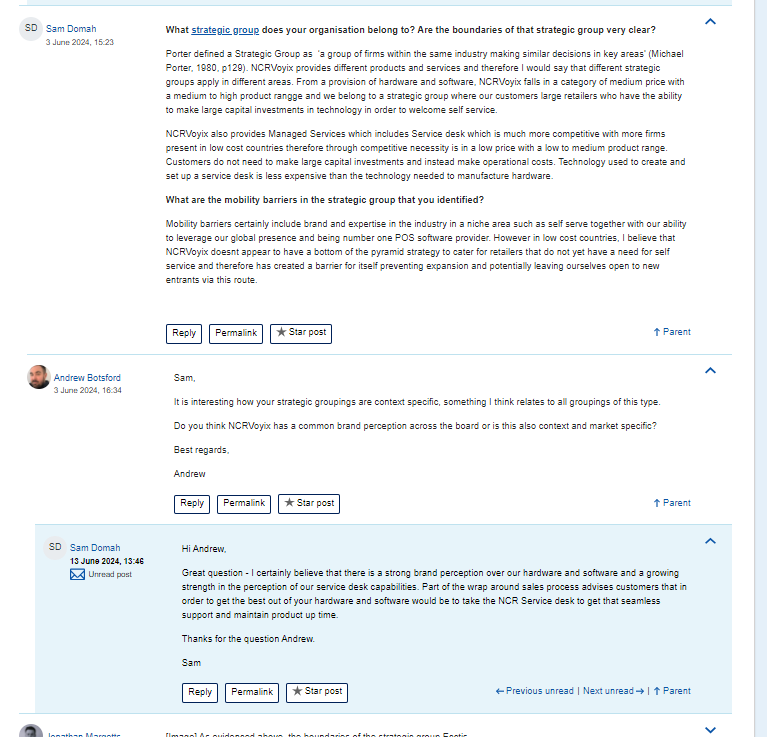 SD Sam Domah
3 June 2024, 15:23
What strategic group does your organisation belong to? Are the boundaries of that strategic group very clear?
Porter defined a Strategic Group as 'a group of firms within the same industry making similar decisions in key areas' (Michael
Porter, 1980, p129). NCRVoyix provides different products and services and therefore I would say that different strategic
groups apply in different areas. From a provision of hardware and software, NCRVoyix falls in a category of medium price with
a medium to high product rangge and we belong to a strategic group where our customers large retailers who have the ability
to make large capital investments in technology in order to welcome self service.
NCRVoyix also provides Managed Services which includes Service desk which is much more competitive with more firms
present in low cost countries therefore through competitive necessity is in a low price with a low to medium product range.
Customers do not need to make large capital investments and instead make operational costs. Technology used to create and
set up a service desk is less expensive than the technology needed to manufacture hardware.
What are the mobility barriers in the strategic group that you identified?
Mobility barriers certainly include brand and expertise in the industry in a niche area such as self serve together with our ability
to leverage our global presence and being number one POS software provider. However in low cost countries, I believe that
NCRVoyix doesnt appear to have a bottom of the pyramid strategy to cater for retailers that do not yet have a need for self
service and therefore has created a barrier for itself preventing expansion and potentially leaving ourselves open to new
entrants via this route.
Reply Permalink ★ Star post ↑ Parent
Andrew Botsford
3 June 2024, 16:34
Sam,
It is interesting how your strategic groupings are context specific, something I think relates to all groupings of this type.
Do you think NCRVoyix has a common brand perception across the board or is this also context and market specific?
Best regards,
Andrew
Reply Permalink ★ Star post ↑ Parent
SD Sam Domah
13 June 2024, 13:46
Unread post
Hi Andrew,
Great question - I certainly believe that there is a strong brand perception over our hardware and software and a growing
strength in the perception of our service desk capabilities. Part of the wrap around sales process advises customers that in
order to get the best out of your hardware and software would be to take the NCR Service desk to get that seamless
support and maintain product up time.
Thanks for the question Andrew.
Sam
Reply Permalink ★ Star post ← Previous unread | Next unread → | ↑ Parent
Jonathan Margetts
[Image] As evidenced above, the boundaries of the strategic group